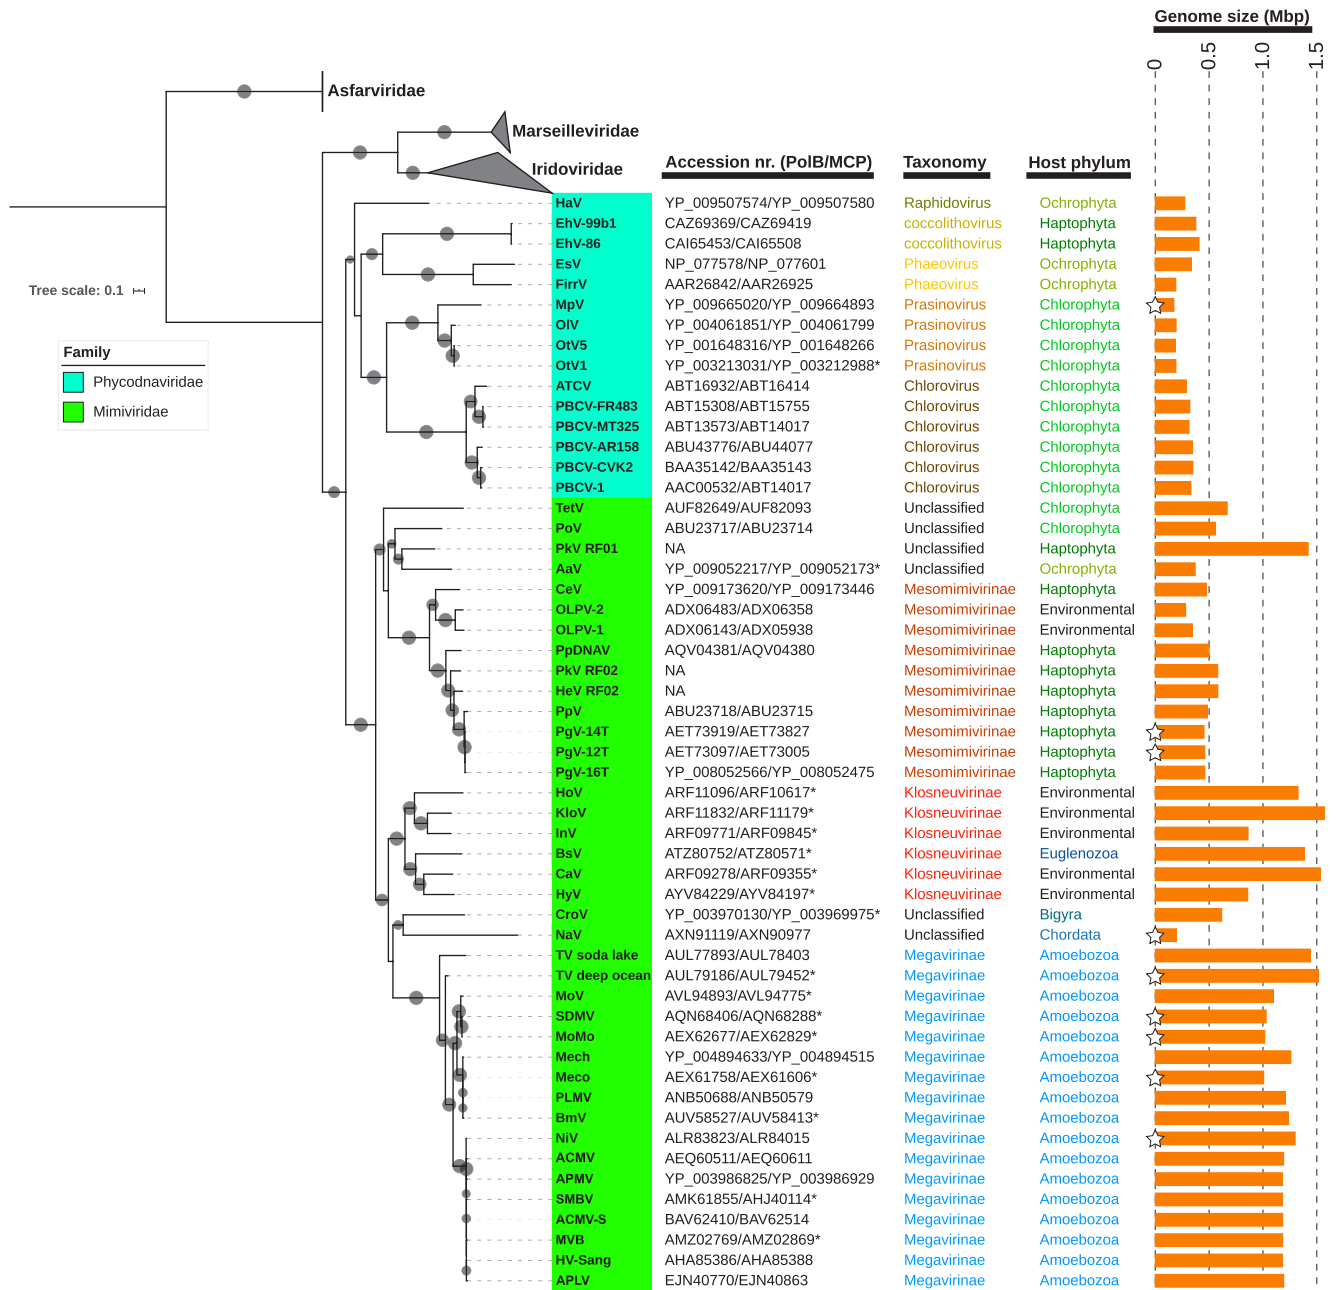 Genome size (Mbp)
0 0.5 1.0 1.5
Asfarviridae
Marseilleviridae
Iridoviridae
Accession nr. (PolB/MCP) Taxonomy Host phylum
HaV YP_009507574/YP_009507580 Raphidovirus Ochrophyta
EhV-99b1 CAZ69369/CAZ69419 coccolithovirus Haptophyta
EhV-86 CAI65453/CAI65508 coccolithovirus Haptophyta
EsV NP_077578/NP_077601 Phaeovirus Ochrophyta
FirrV AAR26842/AAR26925 Phaeovirus Ochrophyta
Tree scale: 0.1
MpV YP_009665020/YP_009664893 Prasinovirus Chlorophyta
OlV YP_004061851/YP_004061799 Prasinovirus Chlorophyta
OtV5 YP_001648316/YP_001648266 Prasinovirus Chlorophyta
OtV1 YP_003213031/YP_003212988* Prasinovirus Chlorophyta
Family
Phycodnaviridae
Mimiviridae
ATCV ABT16932/ABT16414 Chlorovirus Chlorophyta
PBCV-FR483 ABT15308/ABT15755 Chlorovirus Chlorophyta
PBCV-MT325 ABT13573/ABT14017 Chlorovirus Chlorophyta
PBCV-AR158 ABU43776/ABU44077 Chlorovirus Chlorophyta
PBCV-CVK2 BAA35142/BAA35143 Chlorovirus Chlorophyta
PBCV-1 AAC00532/ABT14017 Chlorovirus Chlorophyta
TetV AUF82649/AUF82093 Unclassified Chlorophyta
PoV ABU23717/ABU23714 Unclassified Chlorophyta
PkV RF01 NA Unclassified Haptophyta
AaV YP_009052217/YP_009052173* Unclassified Ochrophyta
CeV YP_009173620/YP_009173446 Mesomimivirinae Haptophyta
OLPV-2 ADX06483/ADX06358 Mesomimivirinae Environmental
OLPV-1 ADX06143/ADX05938 Mesomimivirinae Environmental
PpDNAV AQV04381/AQV04380 Mesomimivirinae Haptophyta
PkV RF02 NA Mesomimivirinae Haptophyta
HeV RF02 NA Mesomimivirinae Haptophyta
PpV ABU23718/ABU23715 Mesomimivirinae Haptophyta
PgV-14T AET73919/AET73827 Mesomimivirinae Haptophyta
PgV-12T AET73097/AET73005 Mesomimivirinae Haptophyta
PgV-16T YP_008052566/YP_008052475 Mesomimivirinae Haptophyta
HoV ARF11096/ARF10617* Klosneuvirinae Environmental
KloV ARF11832/ARF11179* Klosneuvirinae Environmental
InV ARF09771/ARF09845* Klosneuvirinae Environmental
BsV ATZ80752/ATZ80571* Klosneuvirinae Euglenozoa
CaV ARF09278/ARF09355* Klosneuvirinae Environmental
HyV AYV84229/AYV84197* Klosneuvirinae Environmental
CroV YP_003970130/YP_003969975* Unclassified Bigyra
NaV AXN91119/AXN90977 Unclassified Chordata
TV soda lake AUL77893/AUL78403 Megavirinae Amoebozoa
TV deep ocean AUL79186/AUL79452* Megavirinae Amoebozoa
MoV AVL94893/AVL94775* Megavirinae Amoebozoa
SDMV AQN68406/AQN68288* Megavirinae Amoebozoa
MoMo AEX62677/AEX62829* Megavirinae Amoebozoa
Mech YP_004894633/YP_004894515 Megavirinae Amoebozoa
Meco AEX61758/AEX61606* Megavirinae Amoebozoa
PLMV ANB50688/ANB50579 Megavirinae Amoebozoa
BmV AUV58527/AUV58413* Megavirinae Amoebozoa
NiV ALR83823/ALR84015 Megavirinae Amoebozoa
ACMV AEQ60511/AEQ60611 Megavirinae Amoebozoa
APMV YP_003986825/YP_003986929 Megavirinae Amoebozoa
SMBV AMK61855/AHJ40114* Megavirinae Amoebozoa
ACMV-S BAV62410/BAV62514 Megavirinae Amoebozoa
MVB AMZ02769/AMZ02869* Megavirinae Amoebozoa
HV-Sang AHA85386/AHA85388 Megavirinae Amoebozoa
APLV EJN40770/EJN40863 Megavirinae Amoebozoa